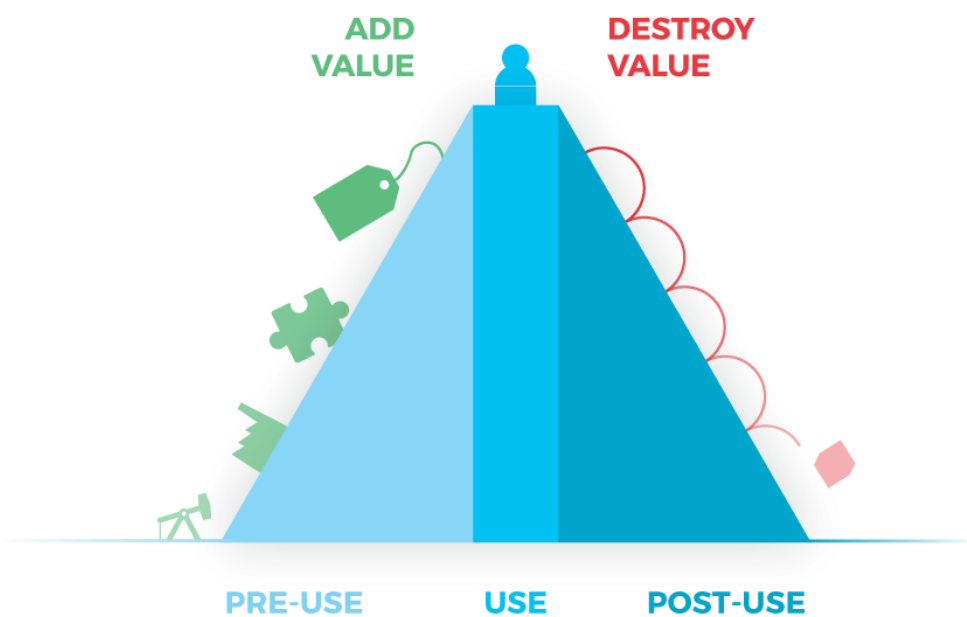 ADD
VALUE
DESTROY
VALUE
PRE-USE
USE
POST-USE